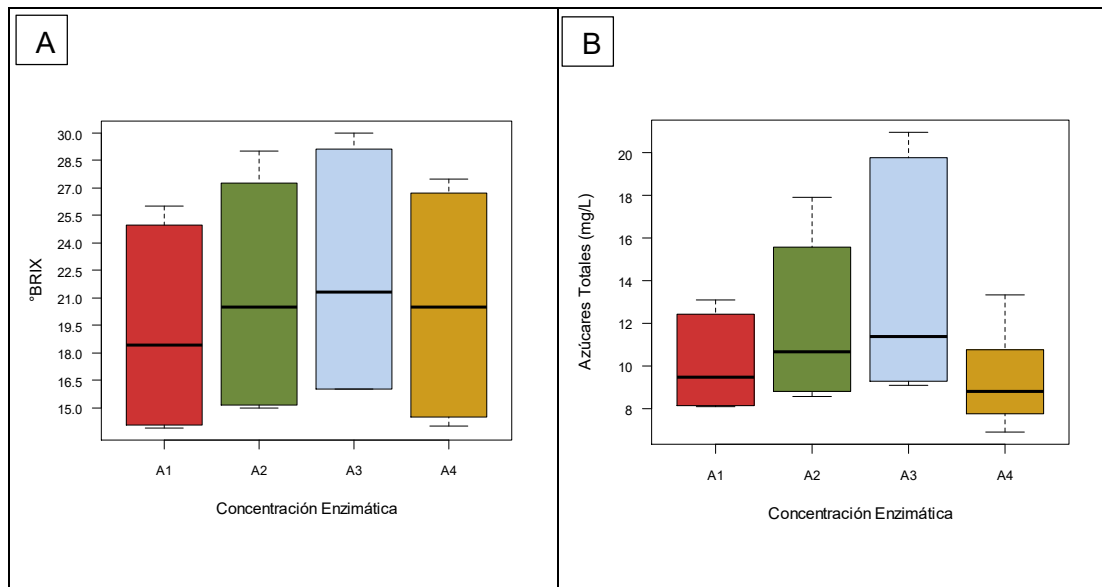 A
°BRIX
30.0
28.5
27.0
25.5
24.0
22.5
21.0
19.5
18.0
16.5
15.0
A1 A2 A3 A4
Concentración Enzimática
B
Azúcares Totales (mg/L)
20
18
16
14
12
10
8
A1 A2 A3 A4
Concentración Enzimática